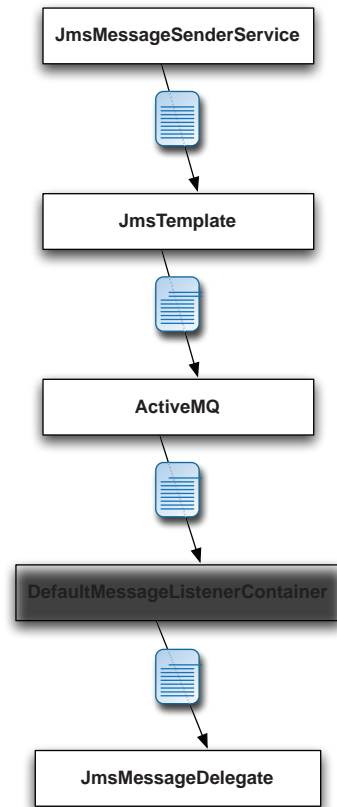 JmsMessageSenderService
JmsTemplate
ActiveMQ
DefaultMessageListenerContainer
JmsMessageDelegate